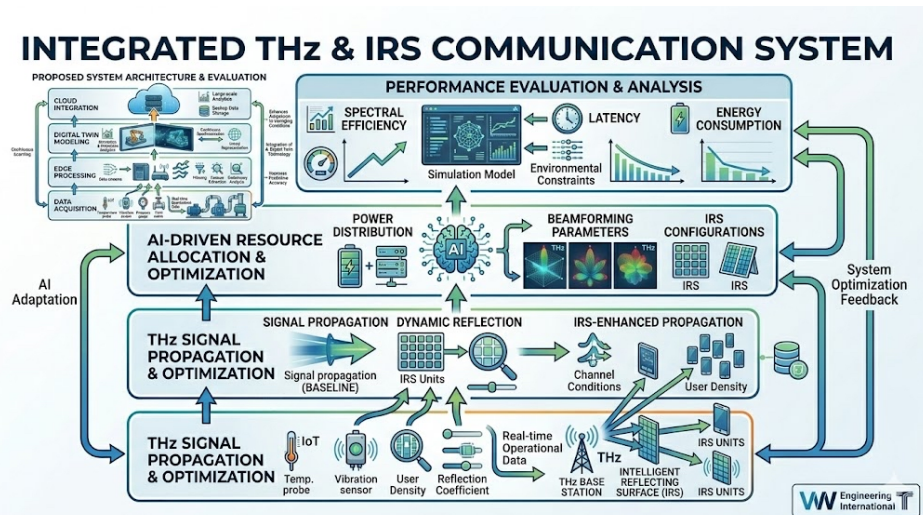 INTEGRATED THz & IRS COMMUNICATION SYSTEM
PROPOSED SYSTEM ARCHITECTURE & EVALUATION
CLOUD
INTEGRATION
DIGITAL TWIN
MODELING
EDGE
PROCESSING
DATA
ACQUISITION
PERFORMANCE EVALUATION & ANALYSIS
SPECTRAL
EFFICIENCY
Simulation Model
LATENCY
Environmental
Constraints
ENERGY
CONSUMPTION
AI-DRIVEN RESOURCE
ALLOCATION &
OPTIMIZATION
POWER
DISTRIBUTION
AI
BEAMFORMING
PARAMETERS
THz
THz
IRS
CONFIGURATIONS
IRS
IRS
AI
Adaptation
System
Optimization
Feedback
THz SIGNAL
PROPAGATION
& OPTIMIZATION
SIGNAL PROPAGATION
Signal propagation
(BASELINE)
DYNAMIC REFLECTION
IRS Units
IRS-ENHANCED PROPAGATION
Channel
Conditions
User Density
THz SIGNAL
PROPAGATION
& OPTIMIZATION
IoT
Temp.
probe
Vibration
sensor
User
Density
Reflection
Coefficient
Real-time
Operational
Data
THz BASE
STATION
THz
INTELLIGENT
REFLECTING
SURFACE (IRS)
IRS UNITS
IRS UNITS
Engineering
International